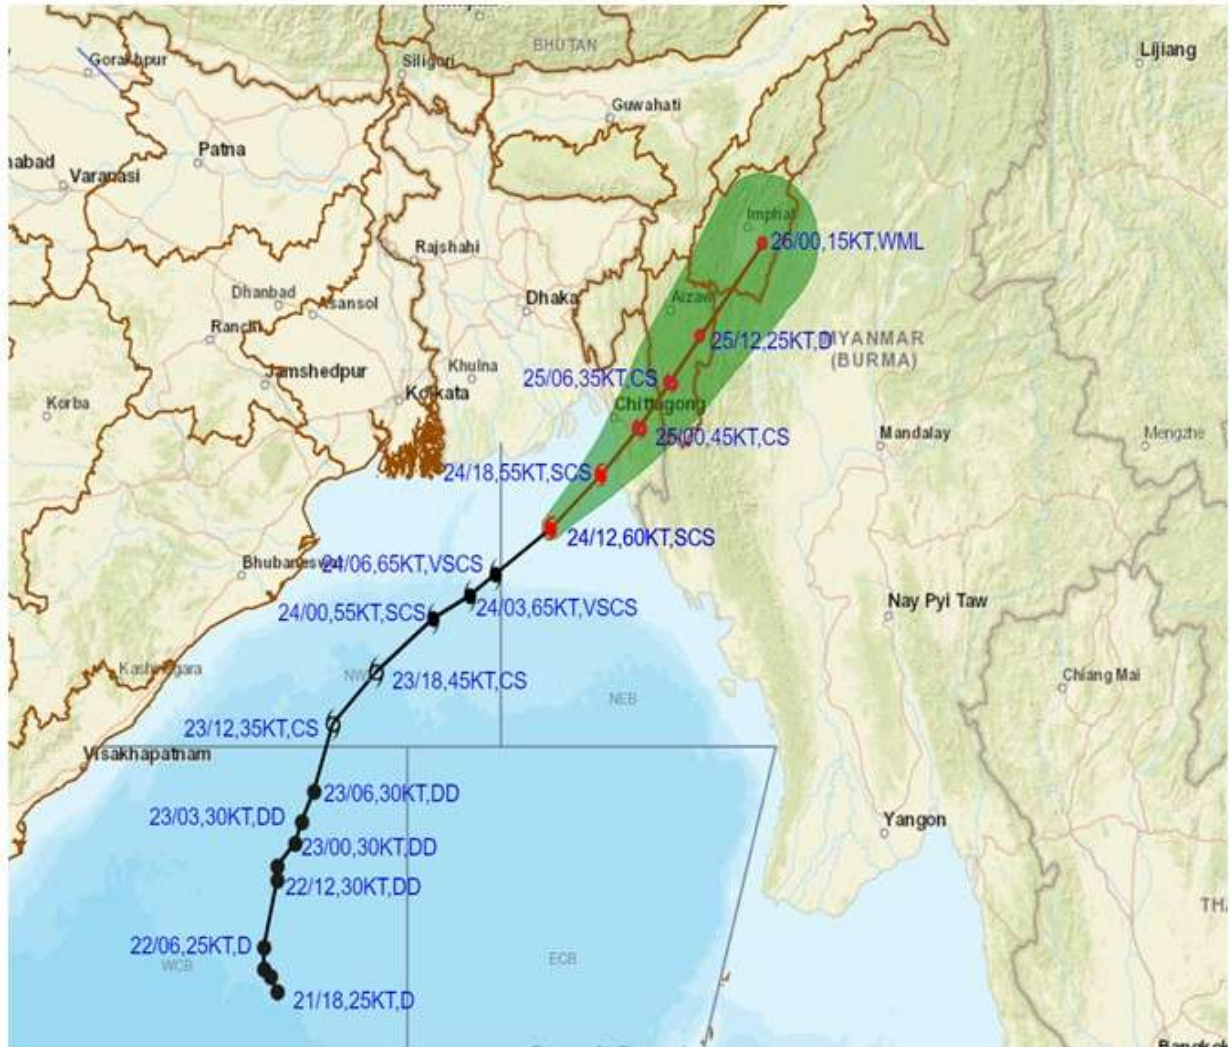 BHUTAN
Lijiang
Gorakhpur
Siliguri
Guwahati
Patna
nabad
Varanasi
Imphal
26/00,15KT,WML
Rajshahi
Dhanbad
Asansol
Dhaka
Aizawl
Ranchi
25/12,25KT,D
MYANMAR
(BURMA)
Khulna
25/06,35KT,CS
Jamshedpur
Kolkata
Korba
Chittagong
25/00,45KT,CS
Mandalay
Mengzhe
24/18,55KT,SCS
24/12,60KT,SCS
Bhubaneswar
24/06,65KT,VSCS
24/00,55KT,SCS
24/03,65KT,VSCS
Nay Pyi Taw
23/18,45KT,CS
NEB
Chiang Mai
23/12,35KT,CS
Visakhapatnam
23/06,30KT,DD
23/03,30KT,DD
Yangon
23/00,30KT,DD
22/12,30KT,DD
TH
22/06,25KT,D
WCB
ECB
21/18,25KT,D